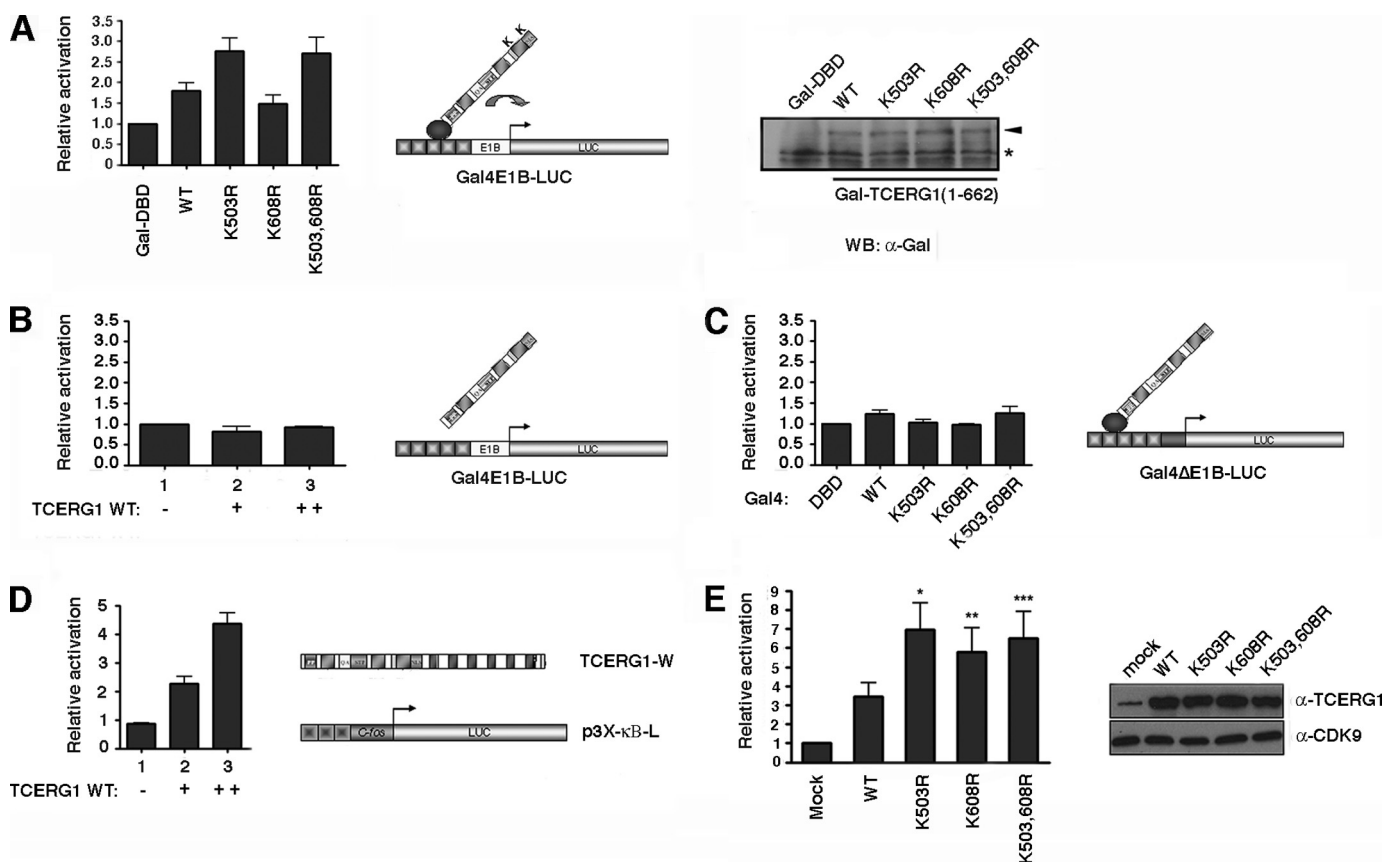 A
Relative activation
3.5
3.0
2.5
2.0
1.5
1.0
0.5
0
Gal-DBD
WT
K503R
K608R
K503,608R
K K
E1B
LUC
Gal4E1B-LUC
Gal-DBD
WT
K503R
K608R
K503,608R
*
Gal-TCERG1(1-662)
WB: α-Gal
B
Relative activation
3.5
3.0
2.5
2.0
1.5
1.0
0.5
0.0
1 2 3
TCERG1 WT: - + ++
E1B
LUC
Gal4E1B-LUC
C
Relative activation
3.5
3.0
2.5
2.0
1.5
1.0
0.5
0.0
Gal4:
DBD
WT
K503R
K608R
K503,608R
LUC
Gal4ΔE1B-LUC
D
Relative activation
5
4
3
2
1
0
1 2 3
TCERG1 WT: - + ++
QA
TCERG1-W
C-fos
LUC
p3X-κB-L
E
Relative activation
9
8
7
6
5
4
3
2
1
0
* ** ***
Mock
WT
K503R
K608R
K503,608R
mock
WT
K503R
K608R
K503,608R
α-TCERG1
α-CDK9